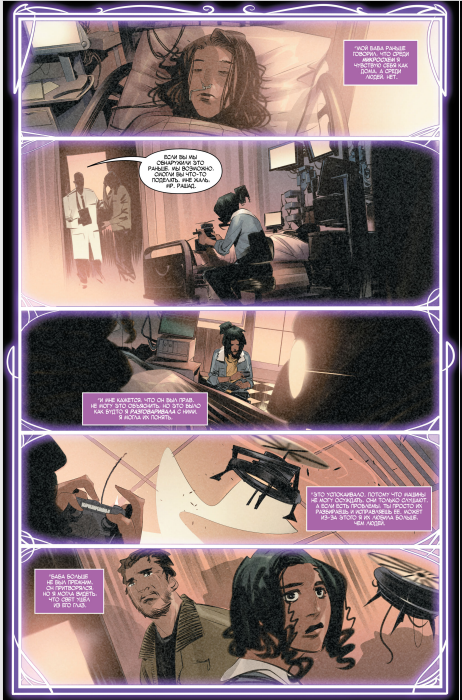 "МОЙ БАБА РАНЬШЕ
ГОВОРИЛ, ЧТО СРЕДИ
МИКРОСХЕМ Я
ЧУВСТВУЮ СЕБЯ КАК
ДОМА, А СРЕДИ
ЛЮДЕЙ, НЕТ.
ЕСЛИ БЫ МЫ
ОБНАРУЖИЛИ ЭТО
РАНЬШЕ, МЫ ВОЗМОЖНО,
СМОГЛИ БЫ ЧТО-ТО
ПОДЕЛАТЬ. МНЕ ЖАЛЬ,
МР. РАШАД.
"И МНЕ КАЖЕТСЯ, ЧТО ОН БЫЛ ПРАВ.
НЕ МОГУ ЭТО ОБЪЯСНИТЬ, НО ЭТО БЫЛО
КАК БУДТО Я РАЗГОВАРИВАЛА С НИМИ.
Я МОГЛА ИХ ПОНЯТЬ.
"ЭТО УСПОКАИВАЛО, ПОТОМУ ЧТО МАШИНЫ
НЕ МОГУТ ОСУЖДАТЬ, ОНИ ТОЛЬКО СЛУШАЮТ,
А ЕСЛИ ЕСТЬ ПРОБЛЕМЫ, ТЫ ПРОСТО ИХ
РАЗБИРАЕШЬ И ИСПРАВЛЯЕШЬ ЕЕ. МОЖЕТ
ИЗ-ЗА ЭТОГО Я ИХ ЛЮБИЛА БОЛЬШЕ,
ЧЕМ ЛЮДЕЙ.
"БАБА БОЛЬШЕ
НЕ БЫЛ ПРЕЖНИМ.
ОН ПРИТВОРЯЛСЯ,
НО Я МОГЛА ВИДЕТЬ,
ЧТО СВЕТ УШЕЛ
ИЗ ЕГО ГЛАЗ.